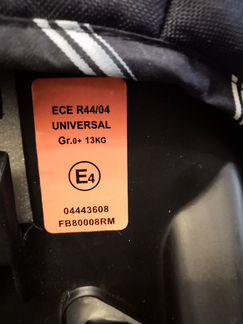 ECE R44/04
UNIVERSAL
Gr.0+ 13KG
E4
04443608
FB80008RM